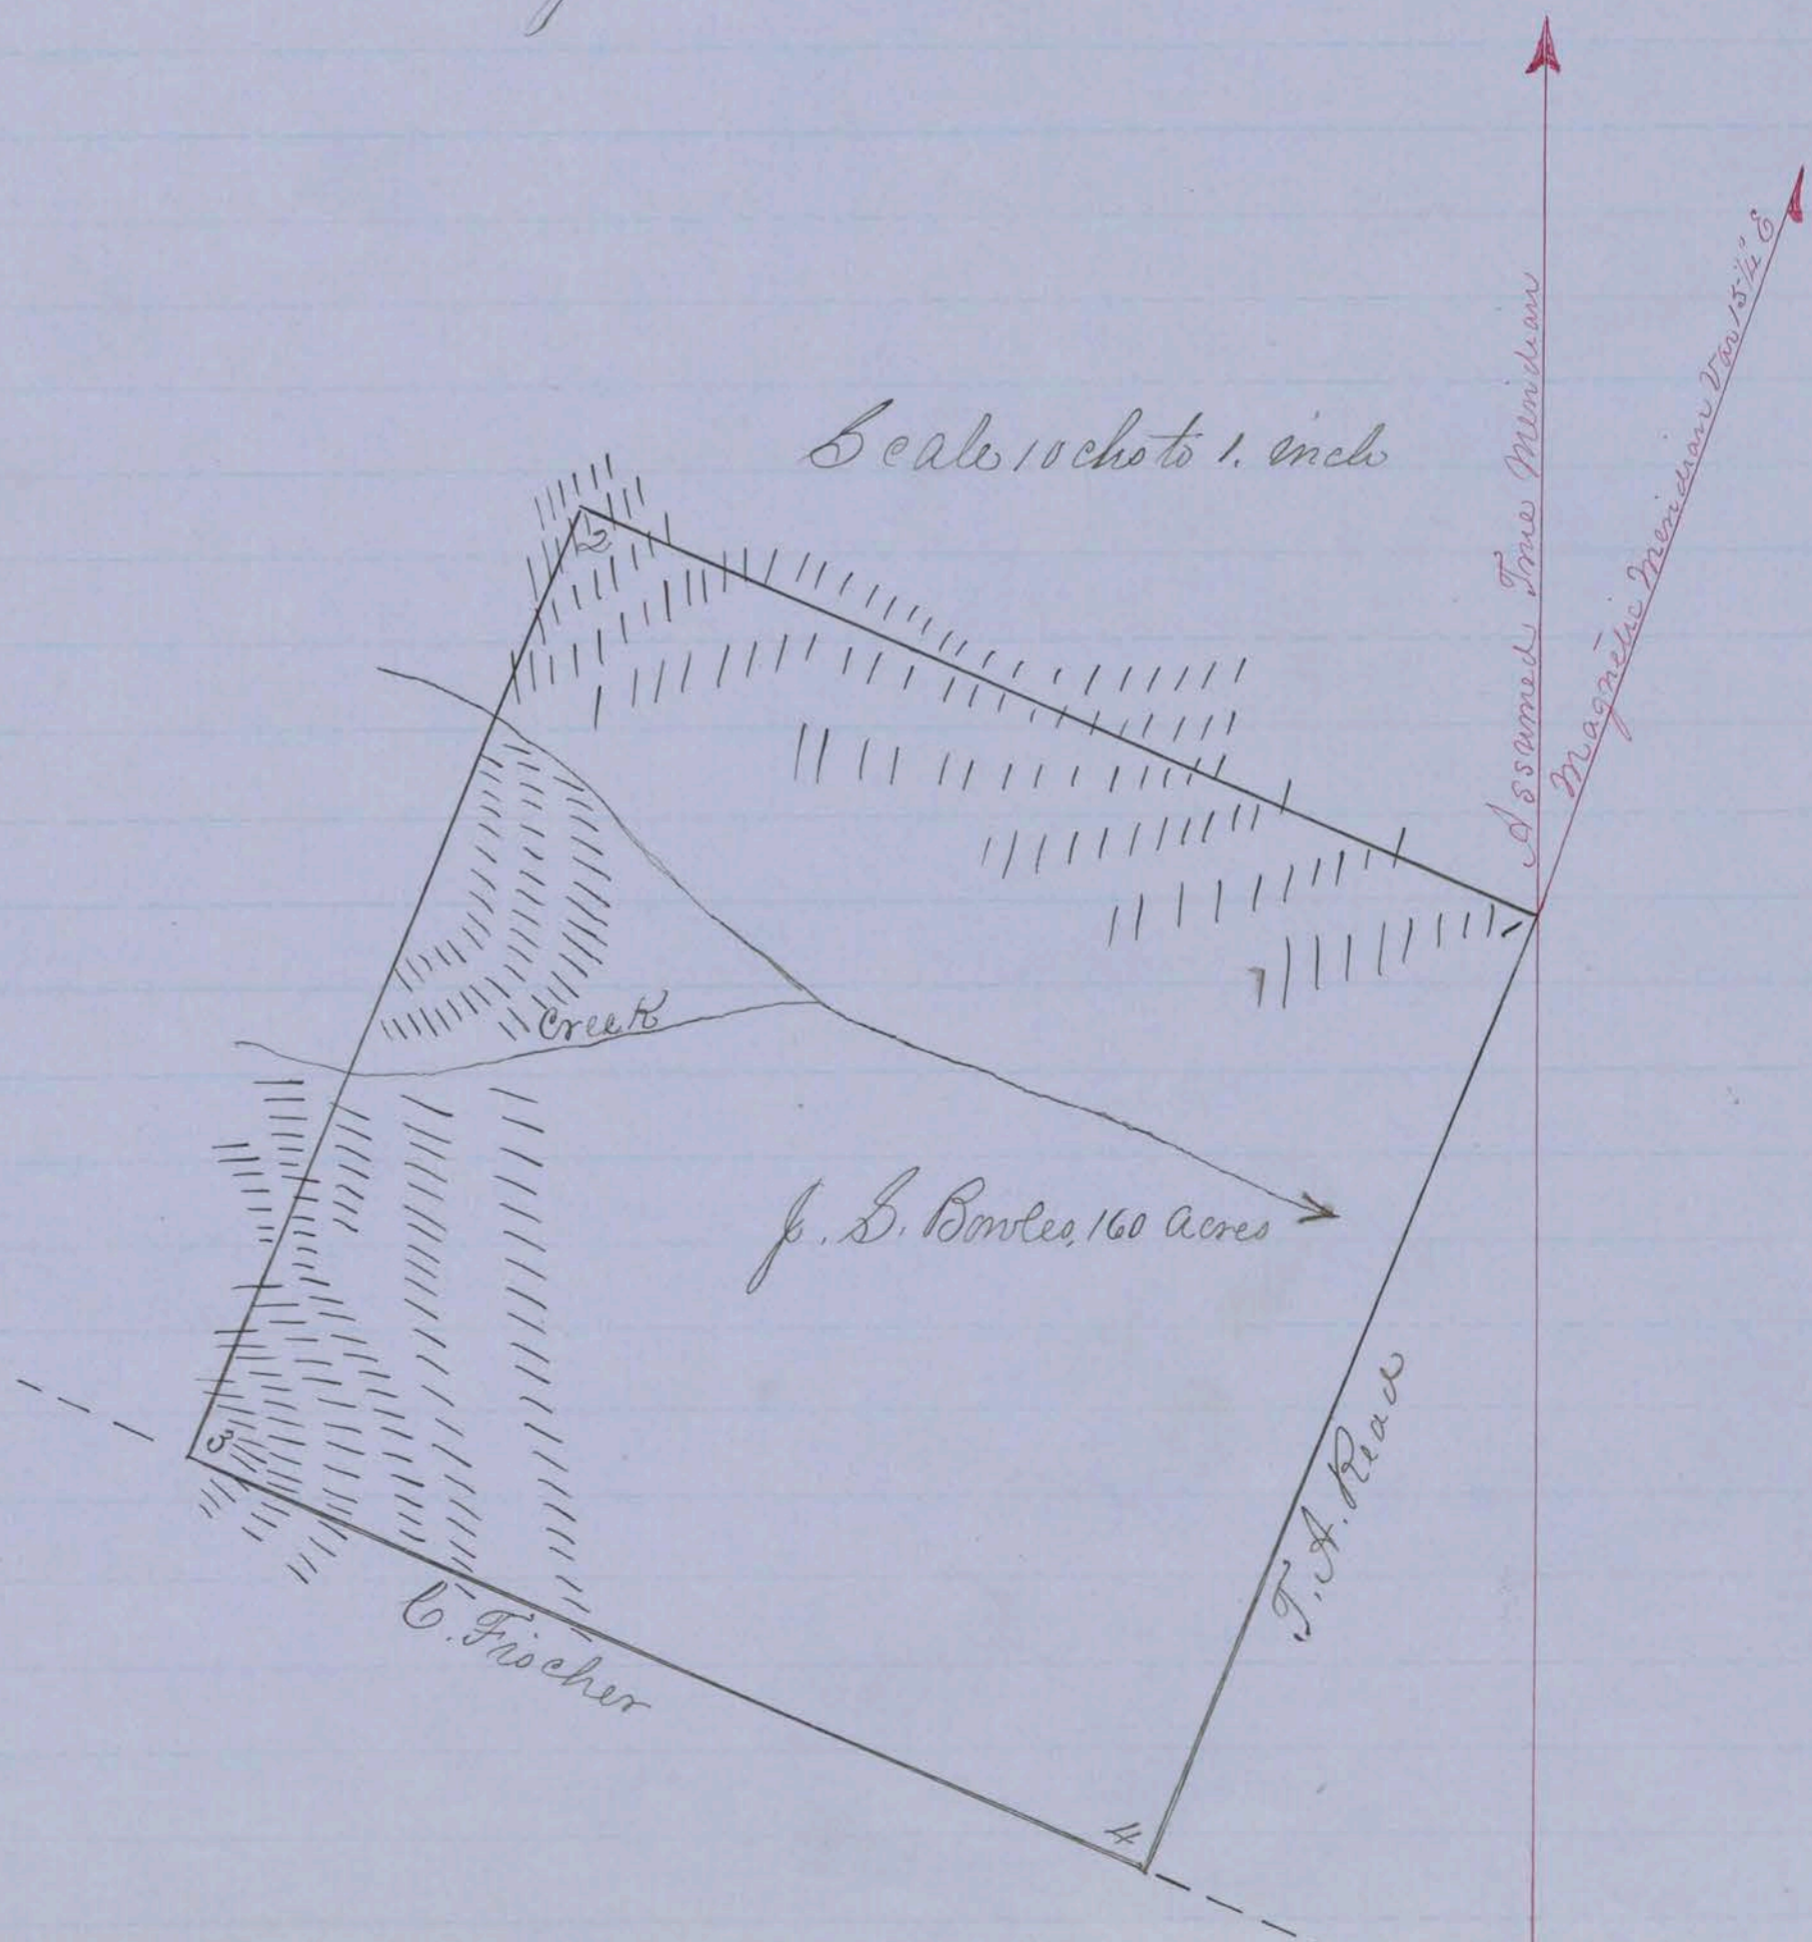 Scale 10 chs to 1. inch
Assumed True Meridian
Magnetic Meridian Var 15¼° E
2
1
Creek
J. S. Bowles, 160 Acres
T. A. Read
3
C. Fischer
4